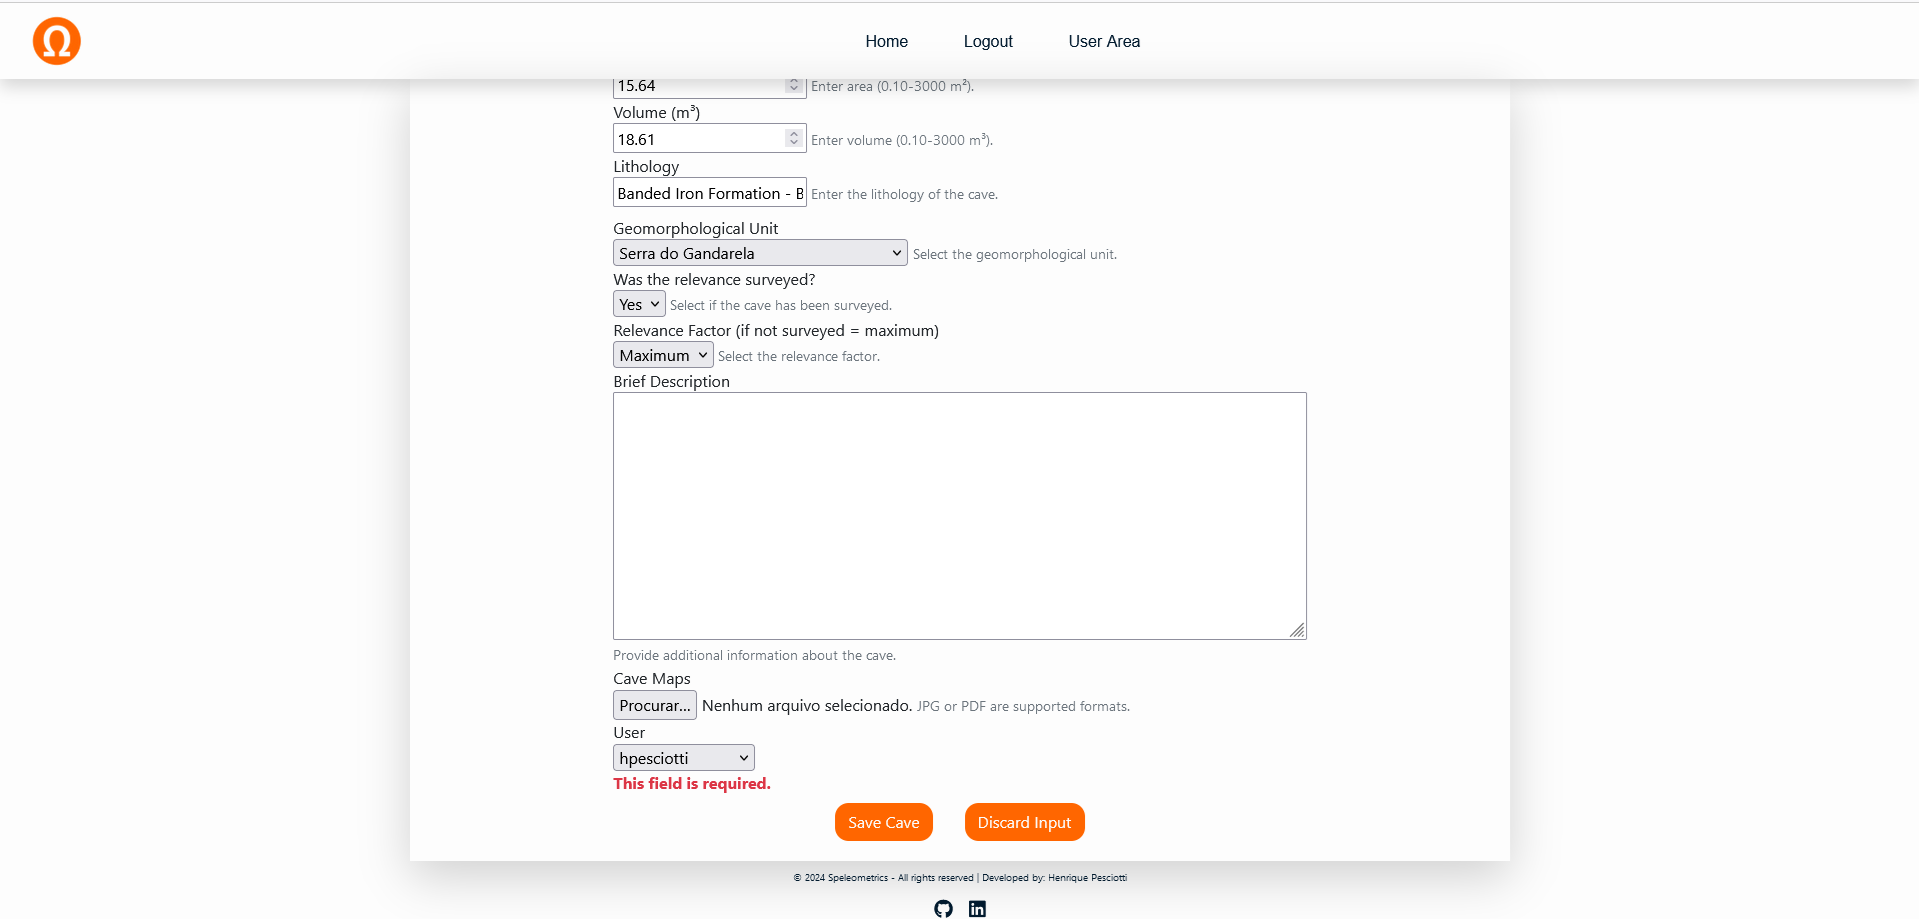 Ω
Home Logout User Area
15.64 Enter area (0.10-3000 m²).
Volume (m³)
18.61 Enter volume (0.10-3000 m³).
Lithology
Banded Iron Formation - B Enter the lithology of the cave.
Geomorphological Unit
Serra do Gandarela Select the geomorphological unit.
Was the relevance surveyed?
Yes Select if the cave has been surveyed.
Relevance Factor (if not surveyed = maximum)
Maximum Select the relevance factor.
Brief Description
Provide additional information about the cave.
Cave Maps
Procurar... Nenhum arquivo selecionado. JPG or PDF are supported formats.
User
hpesciotti
This field is required.
Save Cave Discard Input
© 2024 Speleometrics - All rights reserved | Developed by: Henrique Pesciotti
in